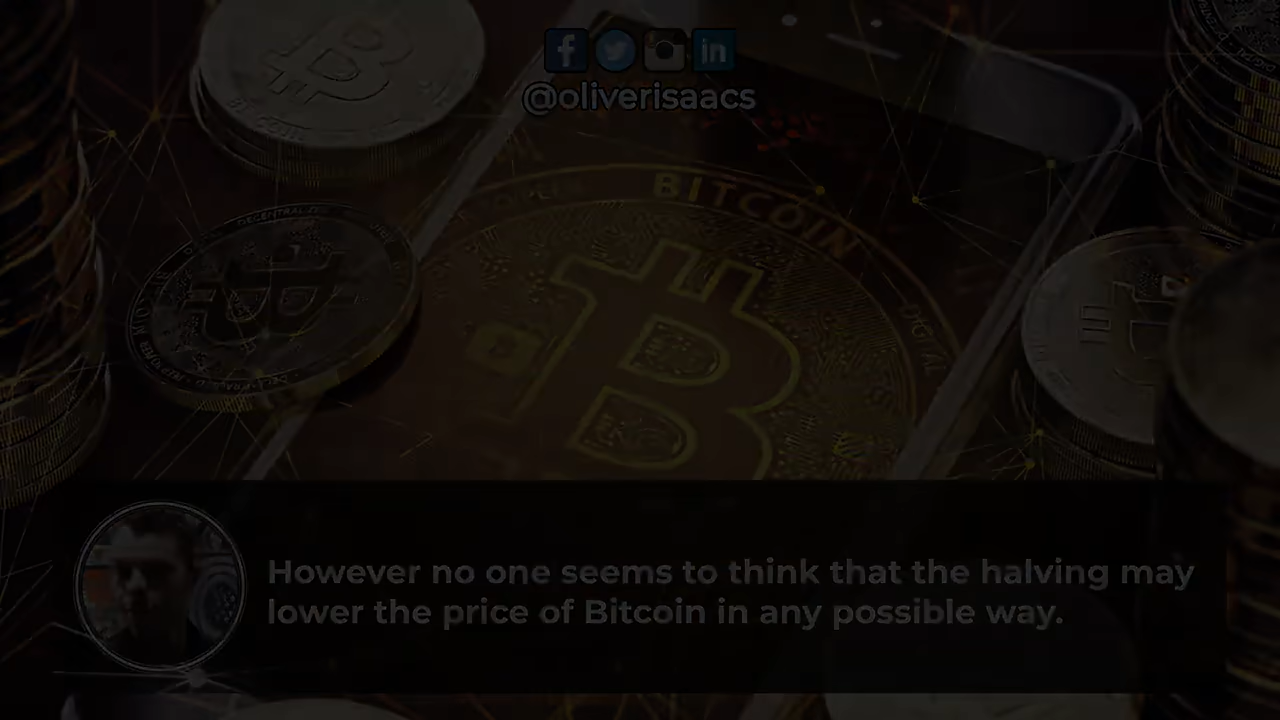 @oliverisaacs
BITCOIN
However no one seems to think that the halving may
lower the price of Bitcoin in any possible way.